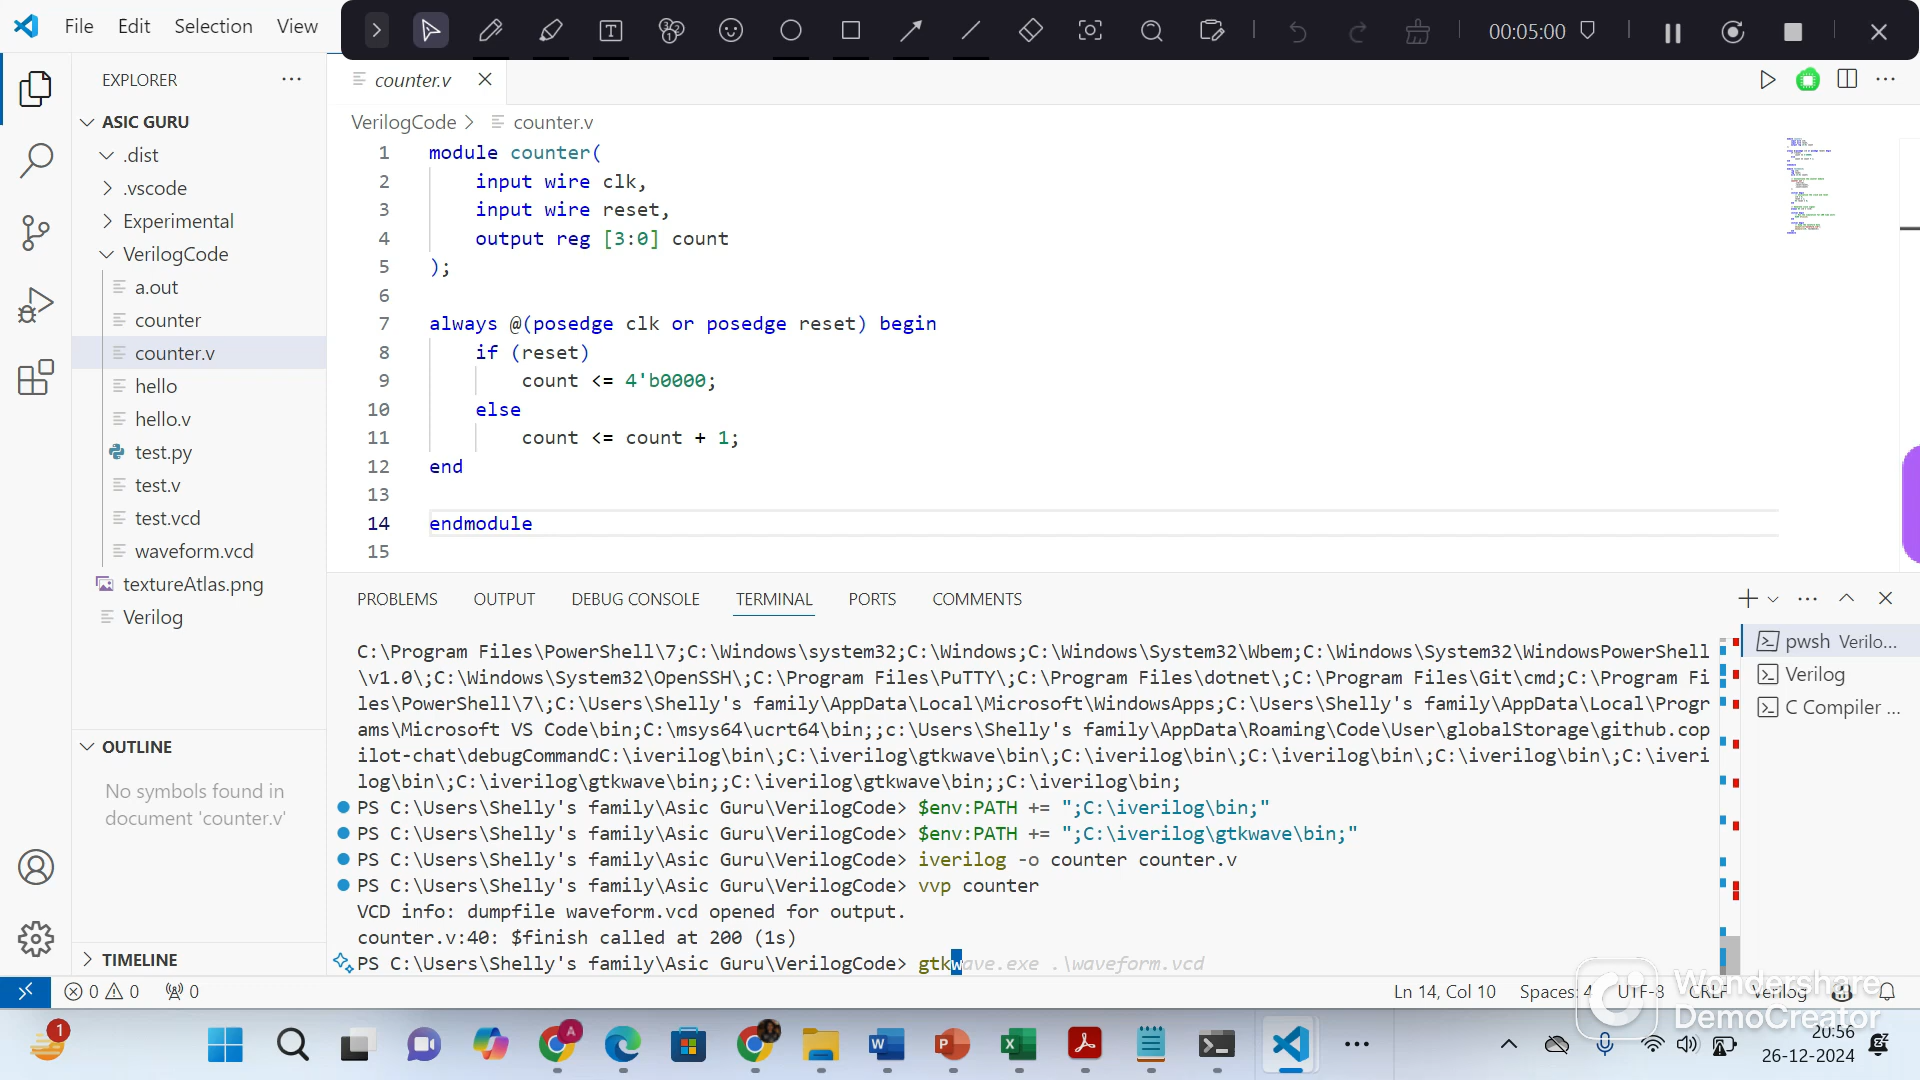 File Edit Selection View
00:05:00
EXPLORER
ASIC GURU
.dist
.vscode
Experimental
VerilogCode
a.out
counter
counter.v
hello
hello.v
test.py
test.v
test.vcd
waveform.vcd
textureAtlas.png
Verilog
OUTLINE
No symbols found in
document 'counter.v'
TIMELINE
counter.v
VerilogCode > counter.v
1 module counter(
2 input wire clk,
3 input wire reset,
4 output reg [3:0] count
5 );
6
7 always @(posedge clk or posedge reset) begin
8 if (reset)
9 count <= 4'b0000;
10 else
11 count <= count + 1;
12 end
13
14 endmodule
15
PROBLEMS OUTPUT DEBUG CONSOLE TERMINAL PORTS COMMENTS
C:\Program Files\PowerShell\7;C:\Windows\system32;C:\Windows;C:\Windows\System32\Wbem;C:\Windows\System32\WindowsPowerShell
\v1.0\;C:\Windows\System32\OpenSSH\;C:\Program Files\PuTTY\;C:\Program Files\dotnet\;C:\Program Files\Git\cmd;C:\Program Fi
les\PowerShell\7\;C:\Users\Shelly's family\AppData\Local\Microsoft\WindowsApps;C:\Users\Shelly's family\AppData\Local\Progr
ams\Microsoft VS Code\bin;C:\msys64\ucrt64\bin;;c:\Users\Shelly's family\AppData\Roaming\Code\User\globalStorage\github.cop
ilot-chat\debugCommandC:\iverilog\bin\;C:\iverilog\gtkwave\bin\;C:\iverilog\bin\;C:\iverilog\bin\;C:\iverilog\bin\;C:\iveri
log\bin\;C:\iverilog\gtkwave\bin;;C:\iverilog\gtkwave\bin;;C:\iverilog\bin;
PS C:\Users\Shelly's family\Asic Guru\VerilogCode> $env:PATH += ";C:\iverilog\bin;"
PS C:\Users\Shelly's family\Asic Guru\VerilogCode> $env:PATH += ";C:\iverilog\gtkwave\bin;"
PS C:\Users\Shelly's family\Asic Guru\VerilogCode> iverilog -o counter counter.v
PS C:\Users\Shelly's family\Asic Guru\VerilogCode> vvp counter
VCD info: dumpfile waveform.vcd opened for output.
counter.v:40: $finish called at 200 (1s)
PS C:\Users\Shelly's family\Asic Guru\VerilogCode> gtkwave.exe .\waveform.vcd
pwsh Verilo...
Verilog
C Compiler ...
0 0 0
Ln 14, Col 10 Spaces: 4 UTF-8 CRLF Verilog
Wondershare
DemoCreator
1
20:56
26-12-2024